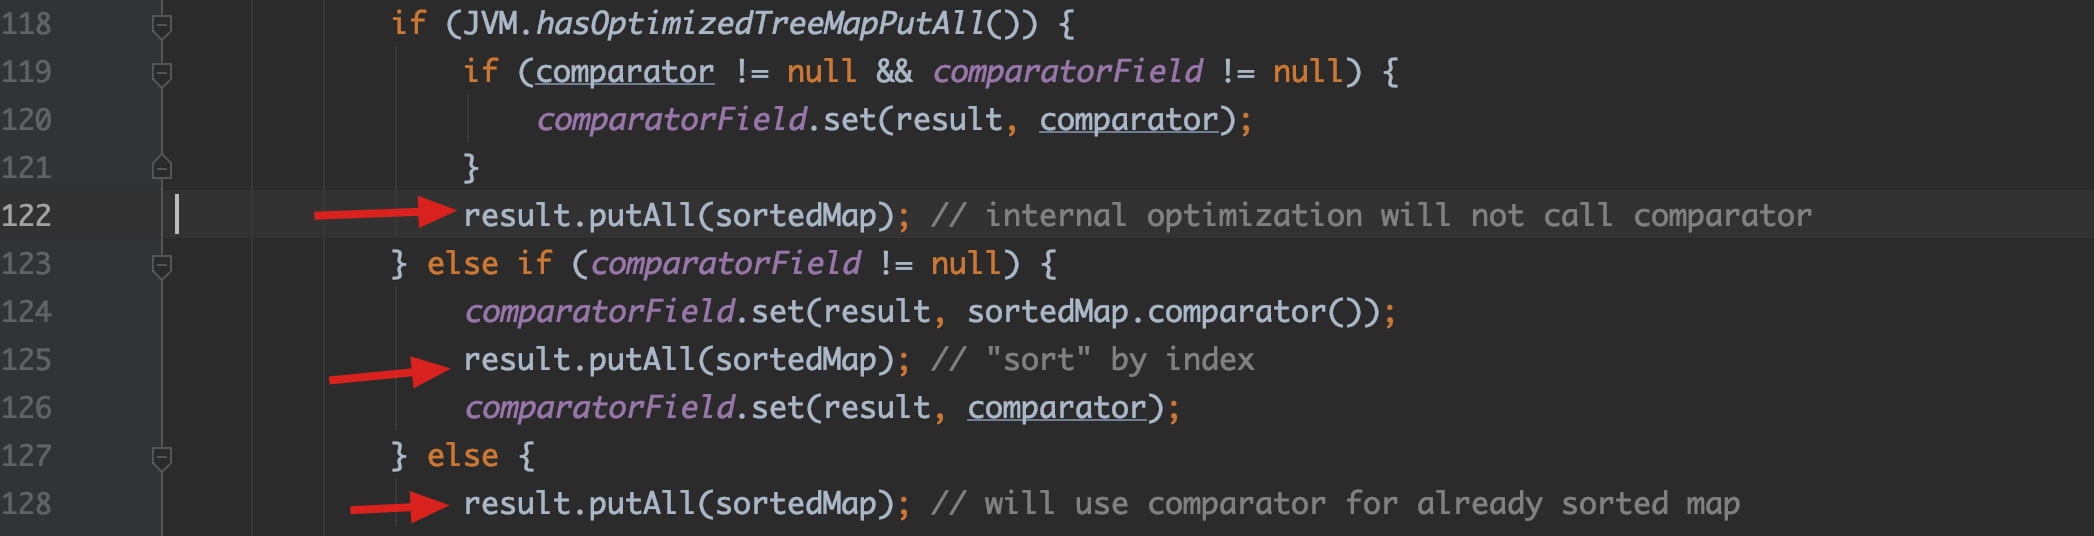 118 if (JVM.hasOptimizedTreeMapPutAll()) {
119 if (comparator != null && comparatorField != null) {
120 comparatorField.set(result, comparator);
121 }
122 result.putAll(sortedMap); // internal optimization will not call comparator
123 } else if (comparatorField != null) {
124 comparatorField.set(result, sortedMap.comparator());
125 result.putAll(sortedMap); // "sort" by index
126 comparatorField.set(result, comparator);
127 } else {
128 result.putAll(sortedMap); // will use comparator for already sorted map